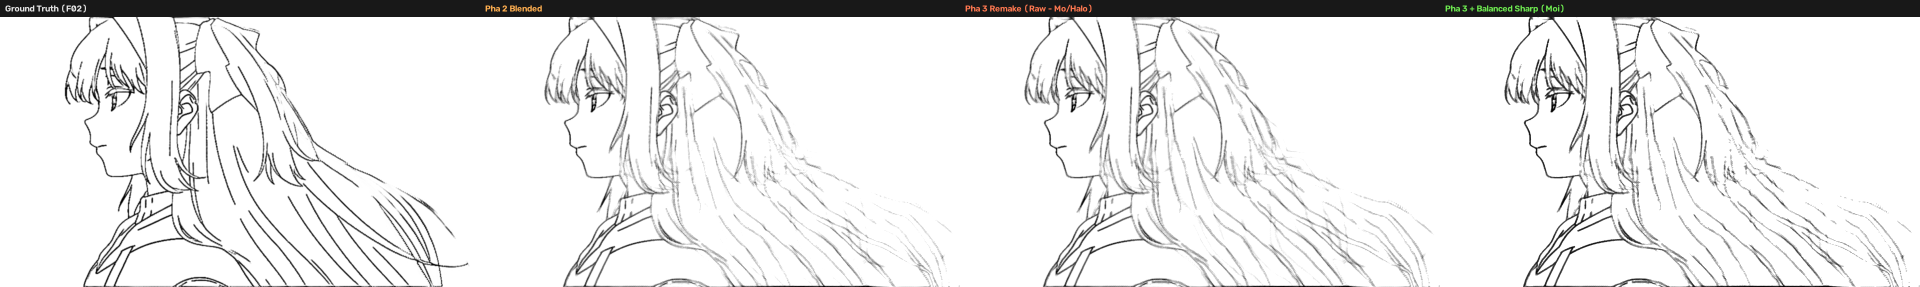 Ground Truth (F02)
Pha 2 Blended
Pha 3 Remake (Raw - Mo/Halo)
Pha 3 + Balanced Sharp (Moi)